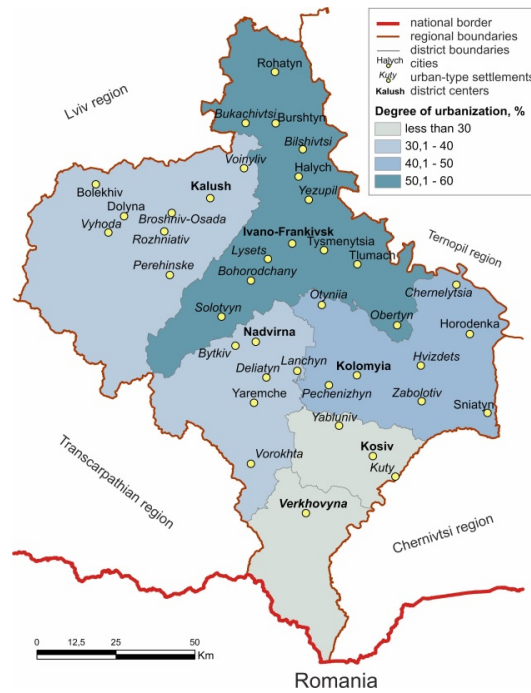 national border
regional boundaries
district boundaries
Halych
cities
Kuty
urban-type settlements
Kalush
district centers
Degree of urbanization, %
less than 30
30,1 - 40
40,1 - 50
50,1 - 60
Lviv region
Rohatyn
Bukachivtsi
Burshtyn
Bilshivtsi
Voinyliv
Halych
Bolekhiv
Kalush
Yezupil
Dolyna
Broshniv-Osada
Vyhoda
Rozhniativ
Ivano-Frankivsk
Tysmenytsia
Lysets
Tlumach
Ternopil region
Perehinske
Bohorodchany
Chernelytsia
Otyniia
Solotvyn
Obertyn
Horodenka
Nadvirna
Bytkiv
Lanchyn
Kolomyia
Hvizdets
Deliatyn
Pechenizhyn
Yaremche
Zabolotiv
Sniatyn
Yabluniv
Kosiv
Vorokhta
Kuty
Transcarpathian region
Verkhovyna
Chernivtsi region
0 12,5 25 50
Km
Romania